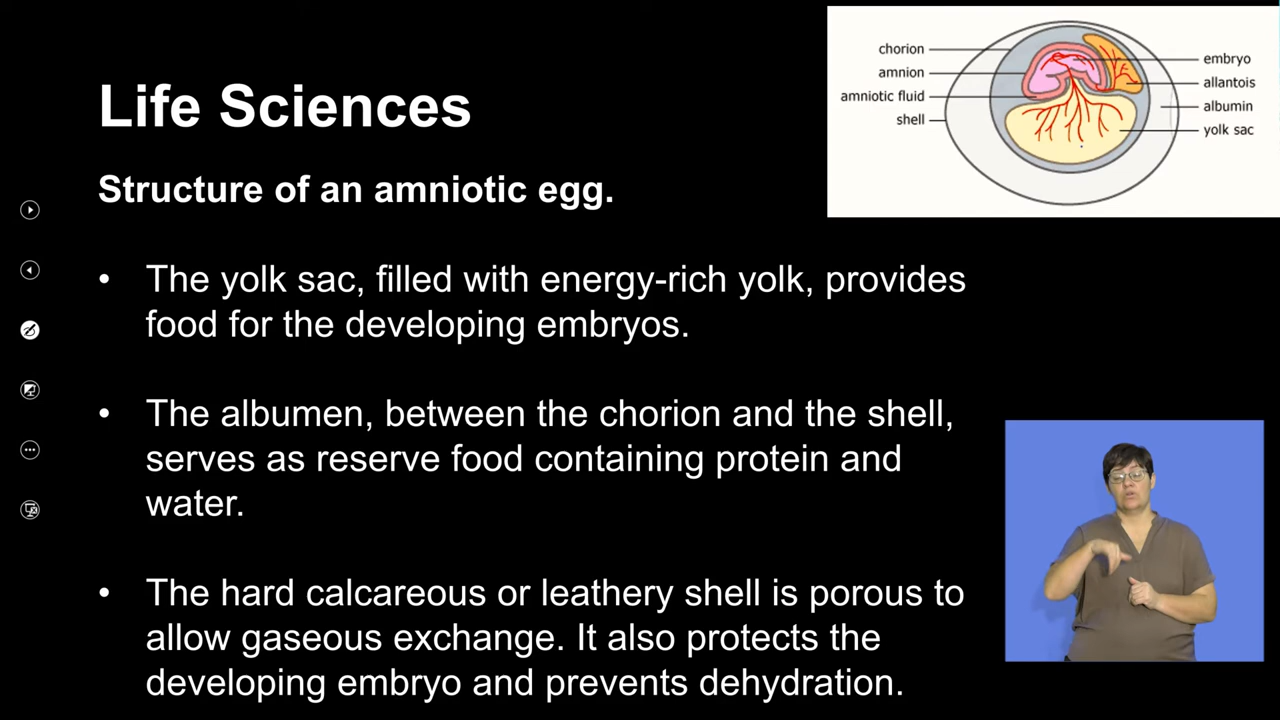 Life Sciences
Structure of an amniotic egg.
• The yolk sac, filled with energy-rich yolk, provides
food for the developing embryos.
• The albumen, between the chorion and the shell,
serves as reserve food containing protein and
water.
• The hard calcareous or leathery shell is porous to
allow gaseous exchange. It also protects the
developing embryo and prevents dehydration.
chorion
amnion
amniotic fluid
shell
embryo
allantois
albumin
yolk sac